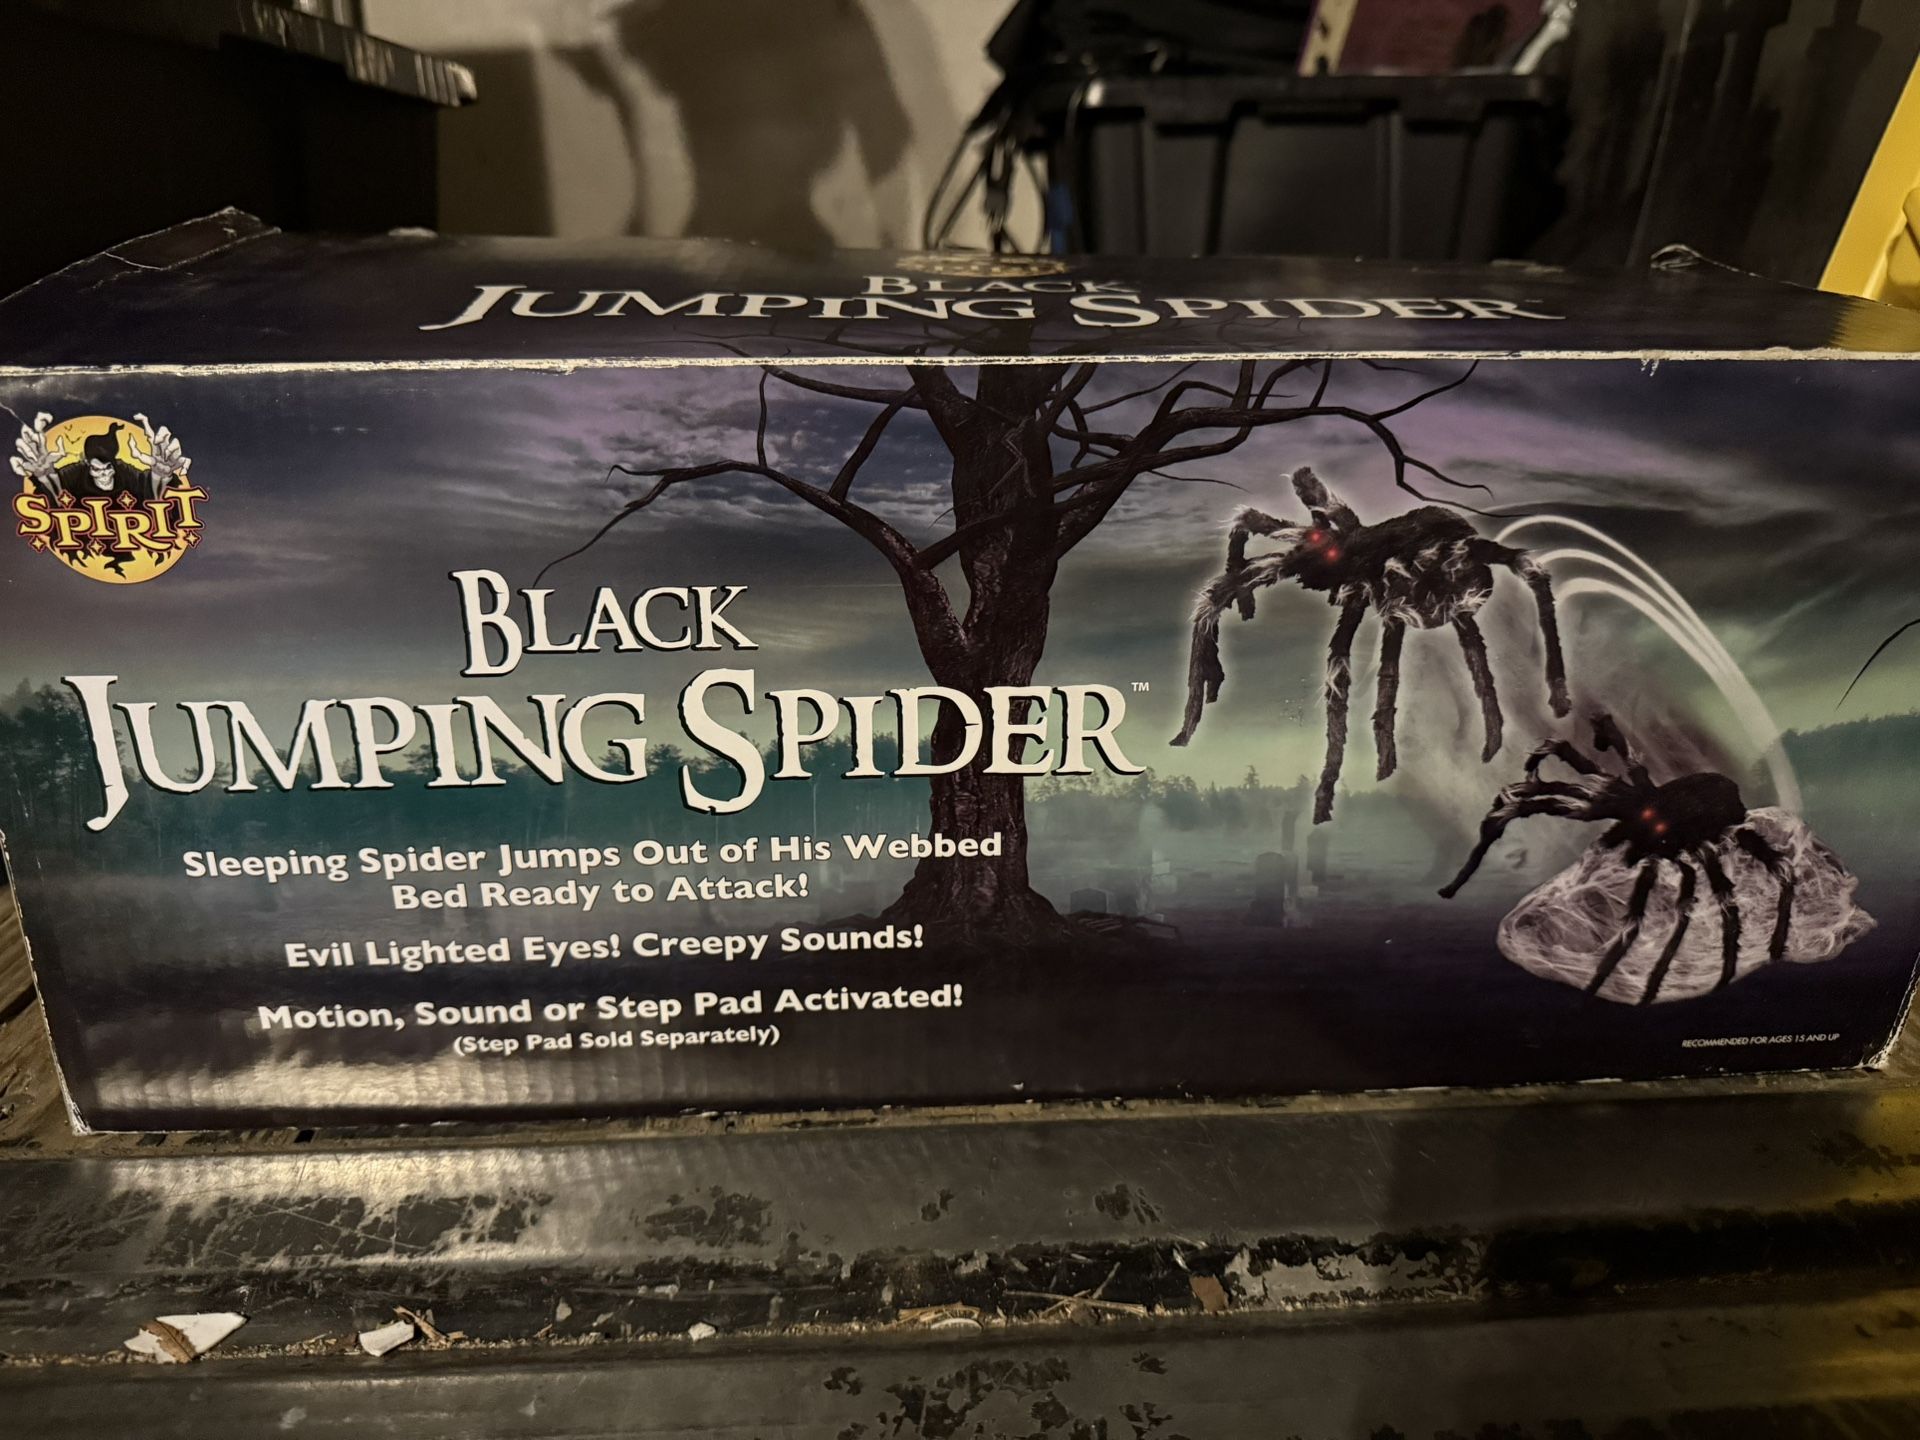 BLACK
JUMPING SPIDER
SPIRIT
BLACK
JUMPING SPIDER™
Sleeping Spider Jumps Out of His Webbed
Bed Ready to Attack!
Evil Lighted Eyes! Creepy Sounds!
Motion, Sound or Step Pad Activated!
(Step Pad Sold Separately)
RECOMMENDED FOR AGES 15 AND UP